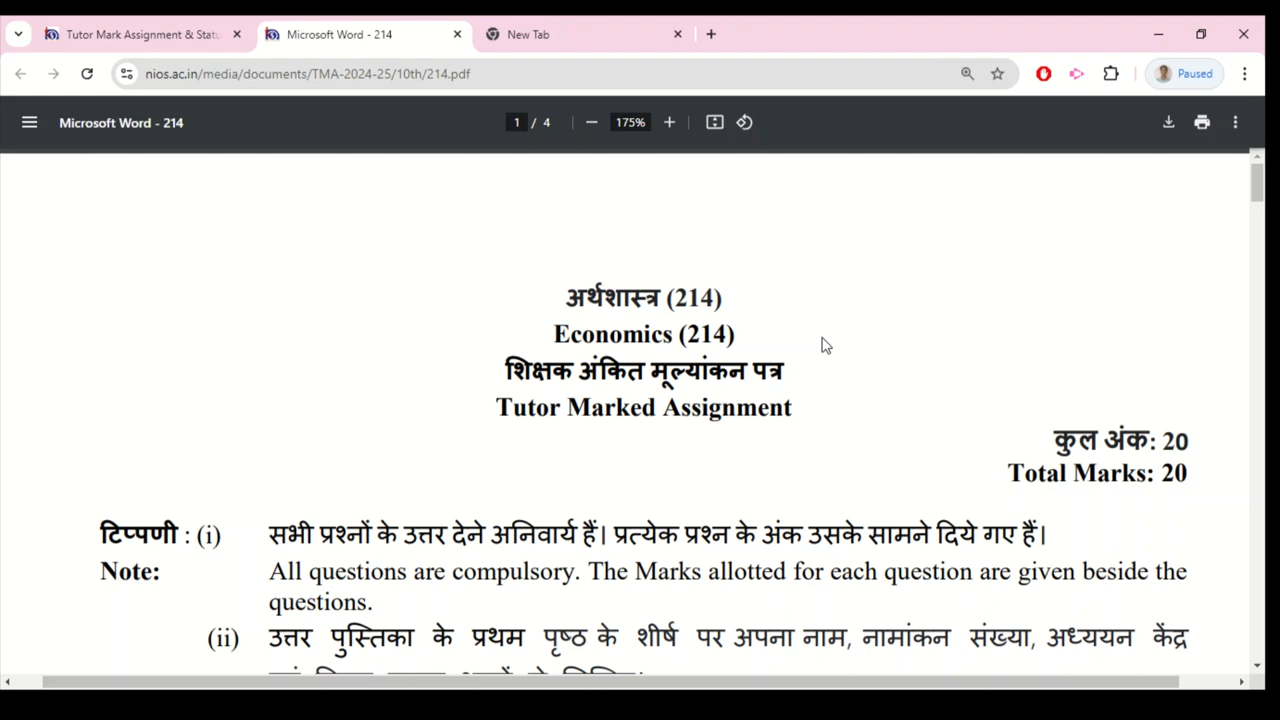 Tutor Mark Assignment & Statu
Microsoft Word - 214
New Tab
nios.ac.in/media/documents/TMA-2024-25/10th/214.pdf
Paused
Microsoft Word - 214
1 / 4
175%
अर्थशास्त्र (214)
Economics (214)
शिक्षक अंकित मूल्यांकन पत्र
Tutor Marked Assignment
कुल अंक: 20
Total Marks: 20
टिप्पणी : (i) सभी प्रश्नों के उत्तर देने अनिवार्य हैं। प्रत्येक प्रश्न के अंक उसके सामने दिये गए हैं।
Note: All questions are compulsory. The Marks allotted for each question are given beside the
questions.
(ii) उत्तर पुस्तिका के प्रथम पृष्ठ के शीर्ष पर अपना नाम, नामांकन संख्या, अध्ययन केंद्र